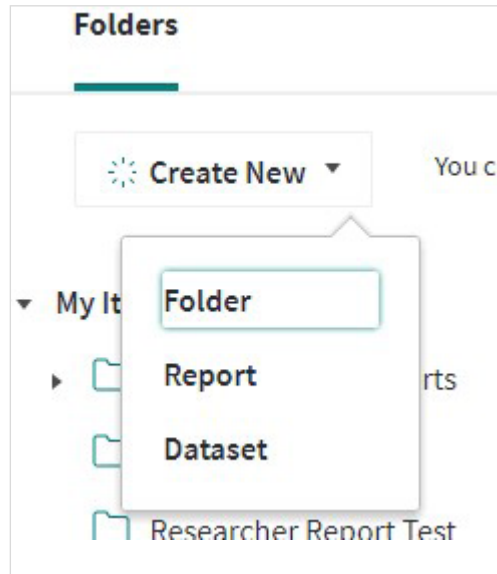 Folders
Create New
You c
Folder
My It
Report
rts
Dataset
Researcher Report Test